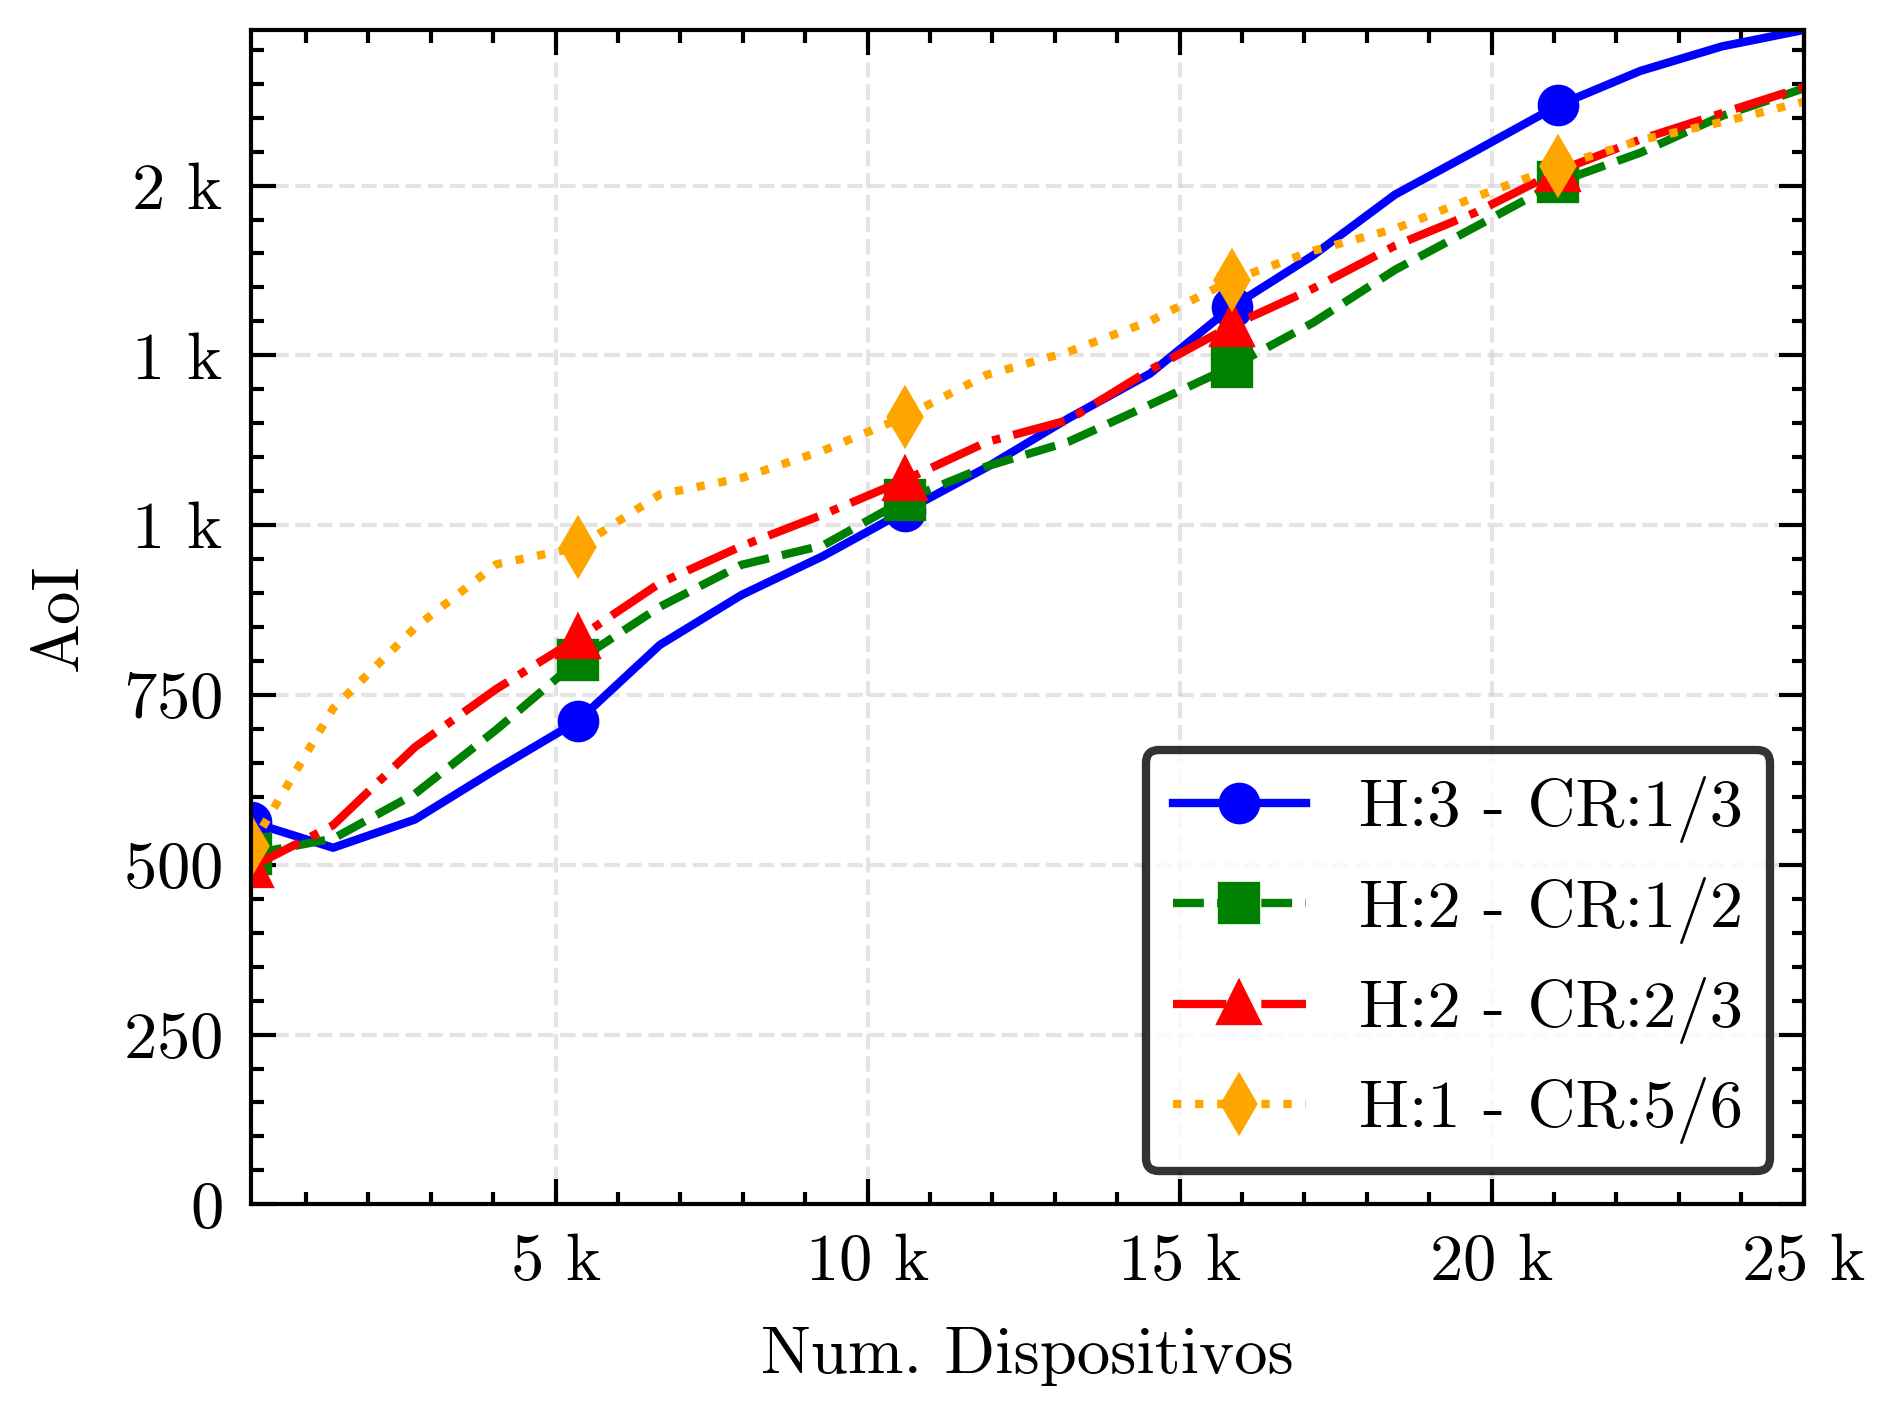 2 k
1 k
1 k
750
500
250
0
AoI
5 k 10 k 15 k 20 k 25 k
Num. Dispositivos
H:3 - CR:1/3
H:2 - CR:1/2
H:2 - CR:2/3
H:1 - CR:5/6